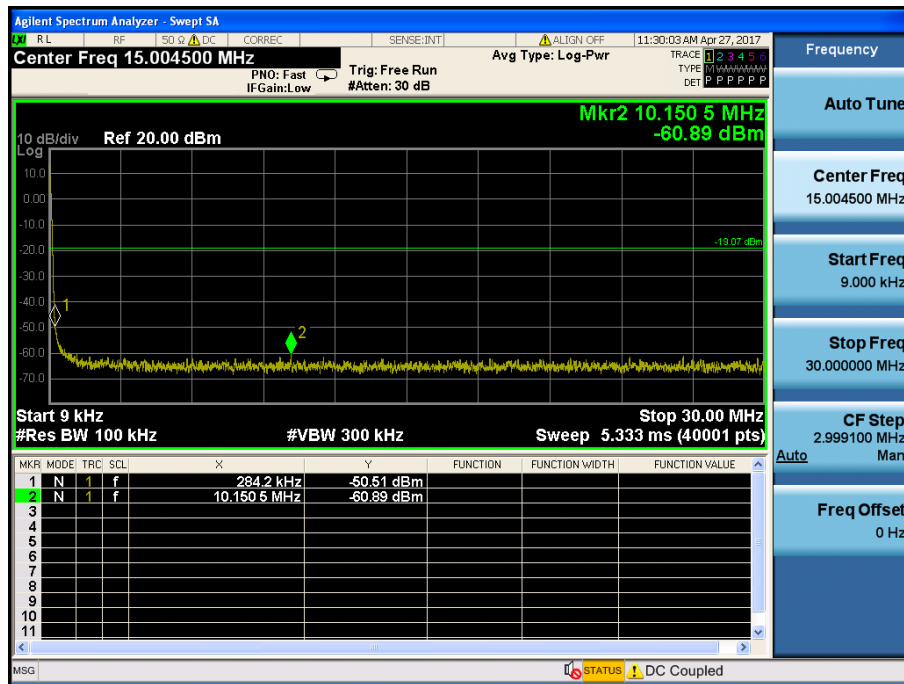 Agilent Spectrum Analyzer - Swept SA
LXI RL RF 50 Ω DC CORREC SENSE:INT ALIGN OFF 11:30:03 AM Apr 27, 2017
Center Freq 15.004500 MHz
PNO: Fast
IFGain:Low
Trig: Free Run
#Atten: 30 dB
Avg Type: Log-Pwr
TRACE 1 2 3 4 5 6
TYPE MWWWWW
DET P P P P P P
Mkr2 10.150 5 MHz
-60.89 dBm
10 dB/div Ref 20.00 dBm
Log
10.0
0.00
-10.0
-20.0
-30.0
-40.0
-50.0
-60.0
-70.0
-19.07 dBm
1
2
Start 9 kHz Stop 30.00 MHz
#Res BW 100 kHz #VBW 300 kHz Sweep 5.333 ms (40001 pts)
MKR MODE TRC SCL X Y FUNCTION FUNCTION WIDTH FUNCTION VALUE
1 N 1 f 284.2 kHz -50.51 dBm
2 N 1 f 10.150 5 MHz -60.89 dBm
3
4
5
6
7
8
9
10
11
MSG STATUS DC Coupled
Frequency
Auto Tune
Center Freq
15.004500 MHz
Start Freq
9.000 kHz
Stop Freq
30.000000 MHz
CF Step
2.999100 MHz
Auto Man
Freq Offset
0 Hz